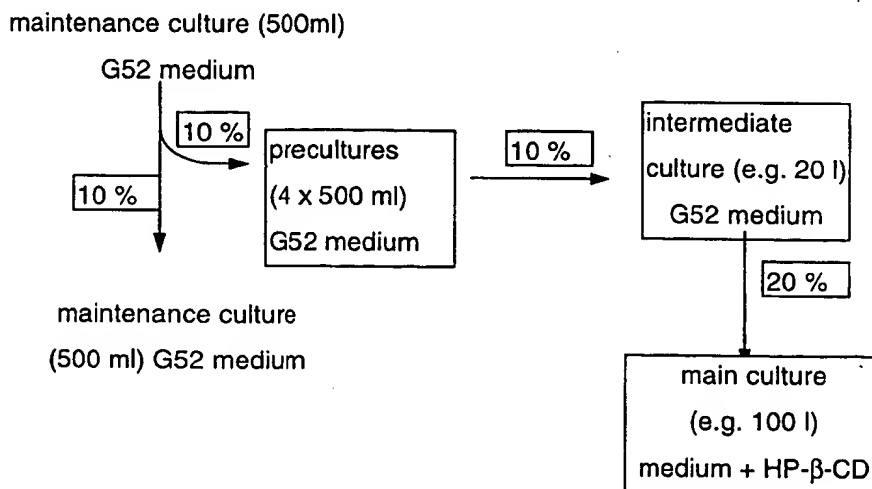 maintenance culture (500ml)
G52 medium
10 %
10 %
precultures
(4 x 500 ml)
G52 medium
10 %
intermediate
culture (e.g. 20 l)
G52 medium
20 %
maintenance culture
(500 ml) G52 medium
main culture
(e.g. 100 l)
medium + HP-β-CD